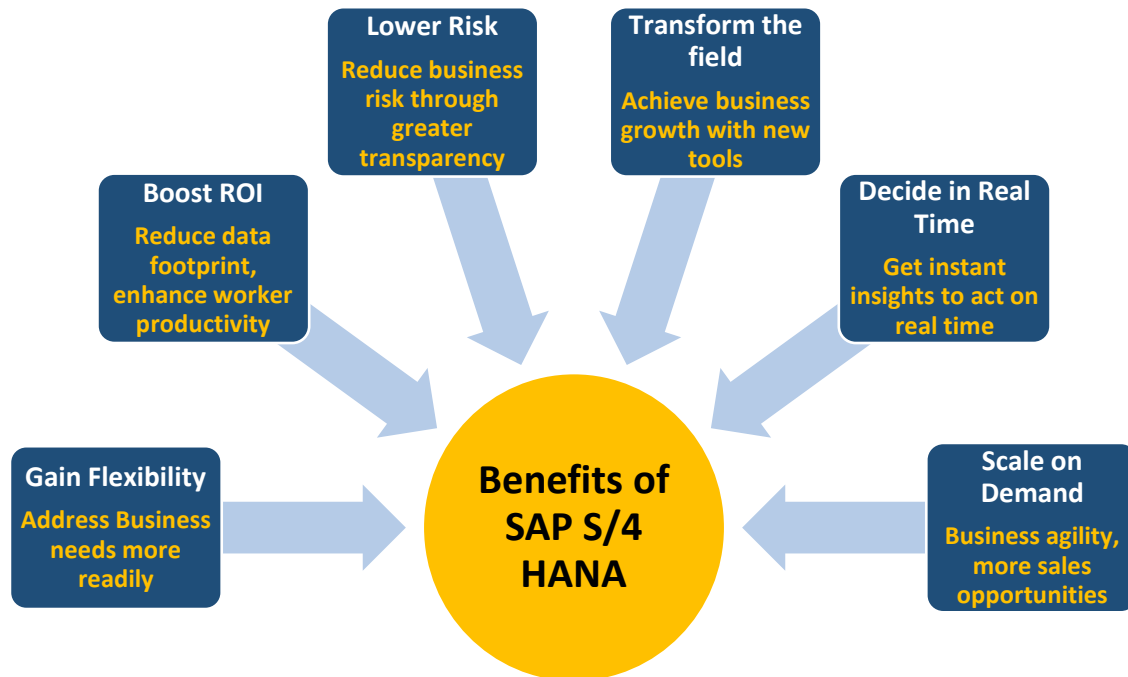 Lower Risk
Reduce business
risk through
greater
transparency
Transform the
field
Achieve business
growth with new
tools
Boost ROI
Reduce data
footprint,
enhance worker
productivity
Decide in Real
Time
Get instant
insights to act on
real time
Gain Flexibility
Address Business
needs more
readily
Benefits of
SAP S/4
HANA
Scale on
Demand
Business agility,
more sales
opportunities